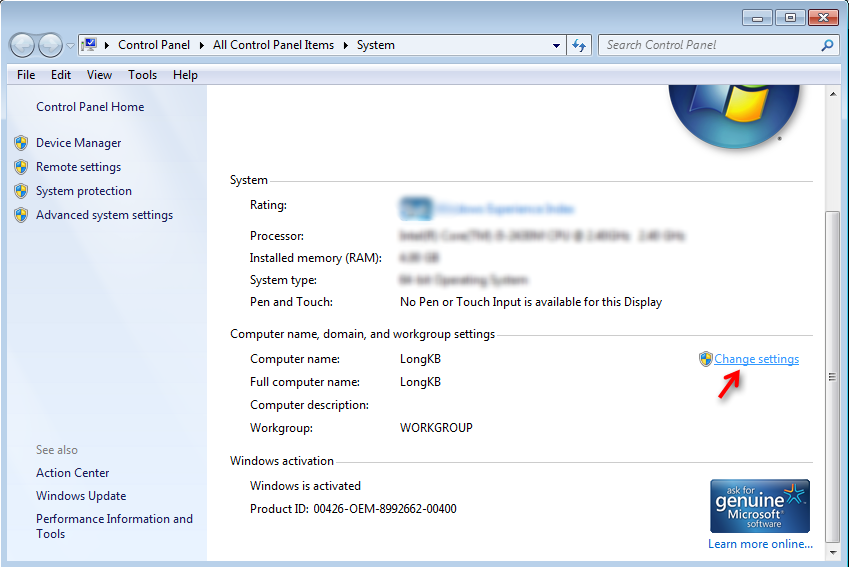 Control Panel
All Control Panel Items
System
Search Control Panel
File
Edit
View
Tools
Help
Control Panel Home
Device Manager
Remote settings
System protection
Advanced system settings
See also
Action Center
Windows Update
Performance Information and
Tools
System
Rating:
Processor:
Installed memory (RAM):
System type:
Pen and Touch: No Pen or Touch Input is available for this Display
Computer name, domain, and workgroup settings
Computer name: LongKB
Change settings
Full computer name: LongKB
Computer description:
Workgroup: WORKGROUP
Windows activation
Windows is activated
Product ID: 00426-OEM-8992662-00400
ask for
genuine
Microsoft
software
Learn more online...